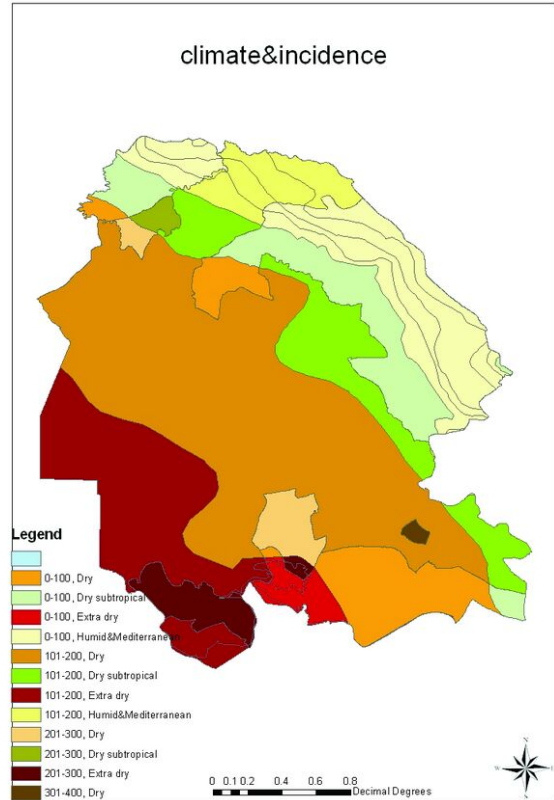 climate&incidence
Legend
0-100, Dry
0-100, Dry subtropical
0-100, Extra dry
0-100, Humid&Mediterranean
101-200, Dry
101-200, Dry subtropical
101-200, Extra dry
101-200, Humid&Mediterranean
201-300, Dry
201-300, Dry subtropical
201-300, Extra dry
301-400, Dry
0 0.1 0.2 0.4 0.6 0.8
Decimal Degrees
N
W E
S